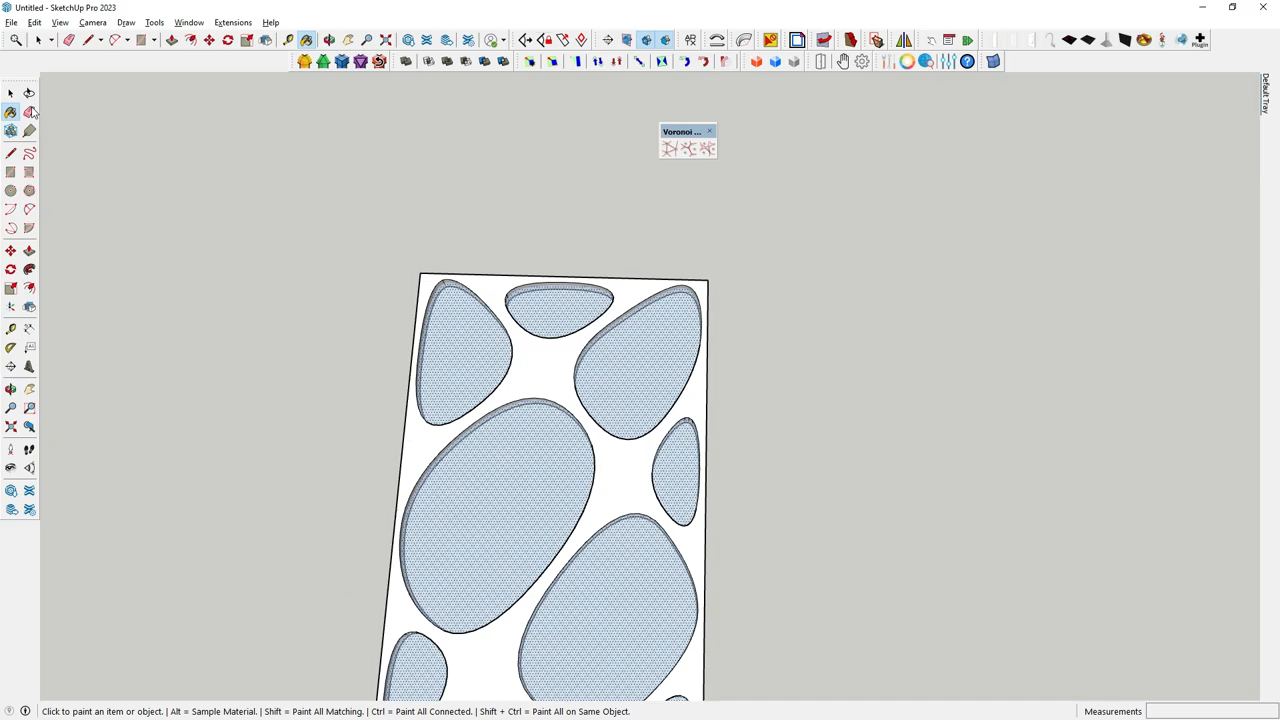 Untitled - SketchUp Pro 2023
File Edit View Camera Draw Tools Window Extensions Help
Plugin
Default Tray
Voronoi ...
Click to paint an item or object. | Alt = Sample Material. | Shift = Paint All Matching. | Ctrl = Paint All Connected. | Shift + Ctrl = Paint All on Same Object.
Measurements